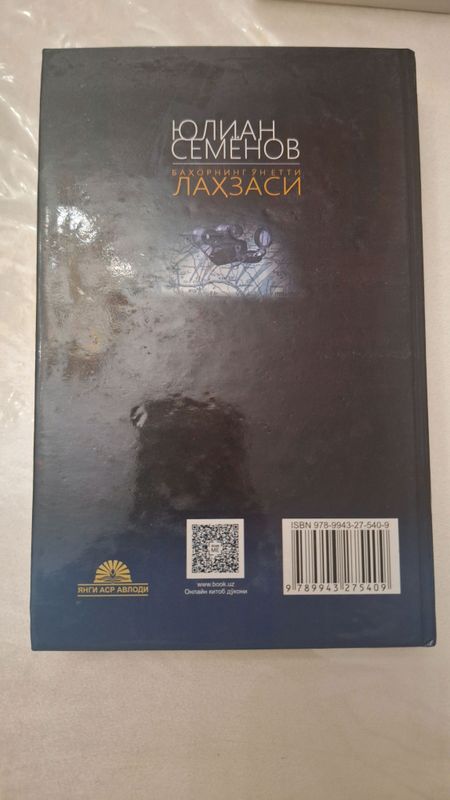 ЮЛИАН
СЕМЁНОВ
БАҲОРНИНГ ЎН ЕТТИ
ЛАҲЗАСИ
ISBN 978-9943-27-540-9
ЯНГИ АСР АВЛОДИ
www.book.uz
Онлайн китоб дўкони
9 789943 275409